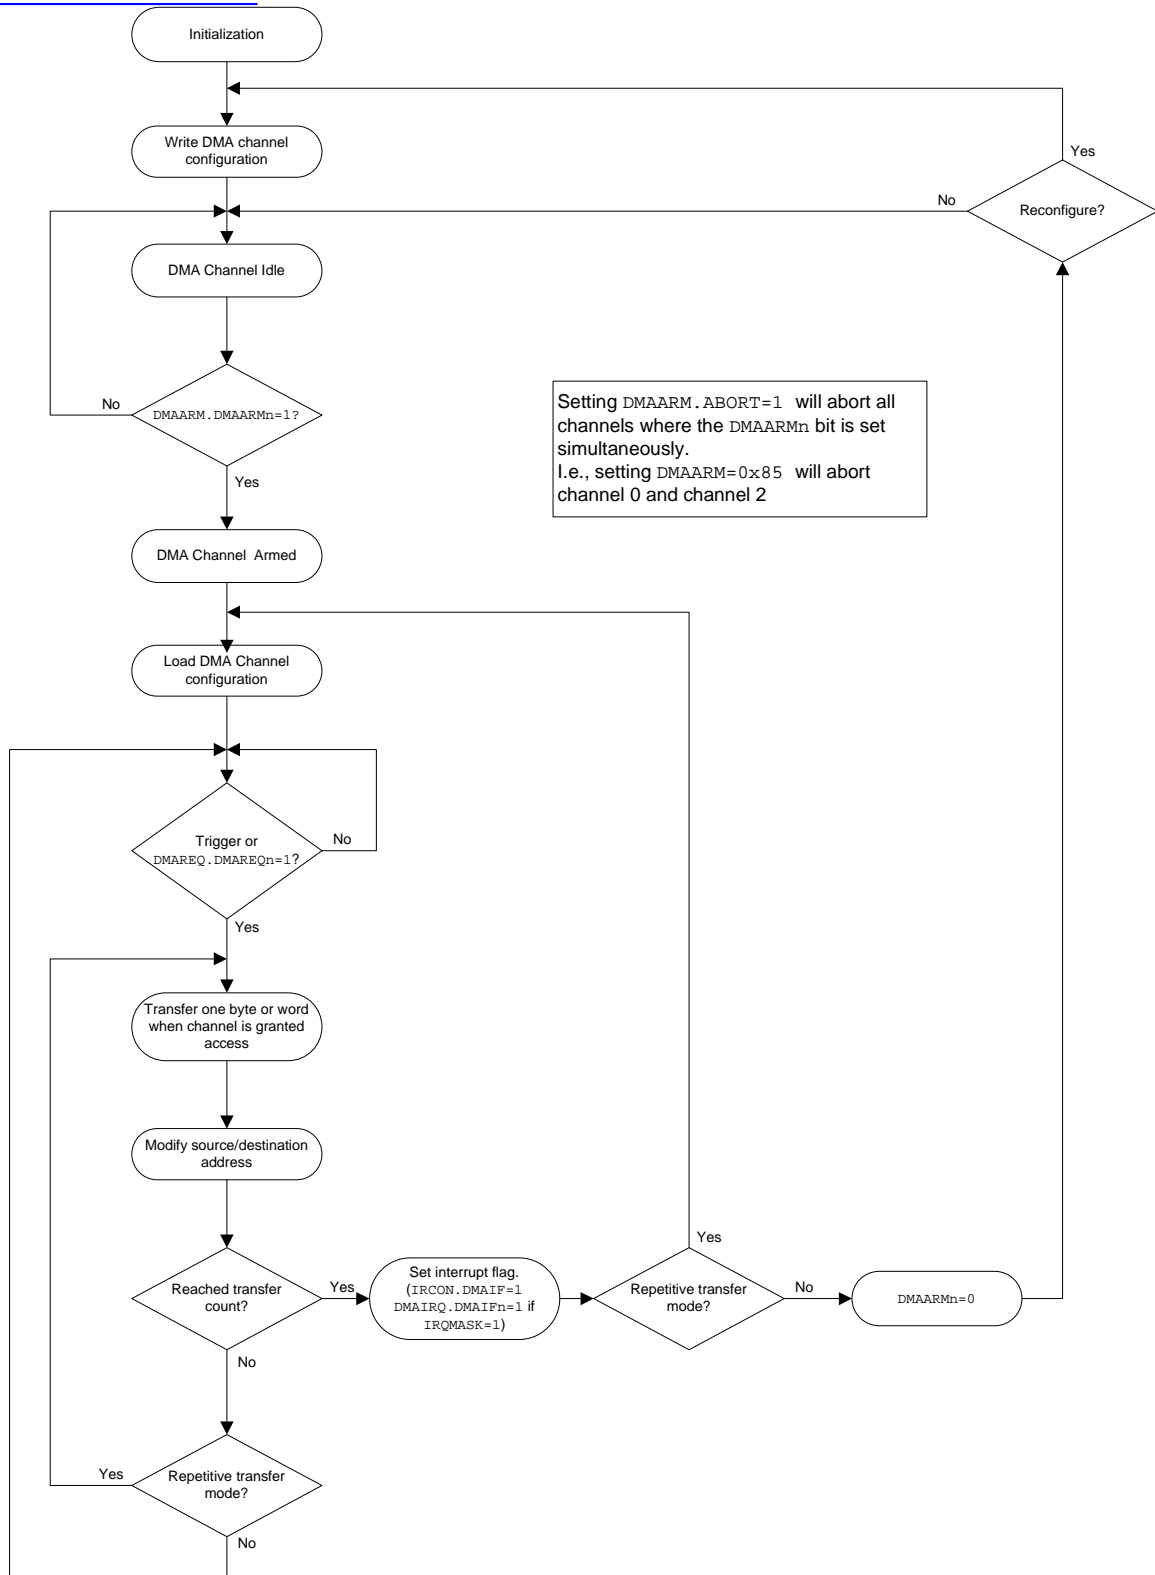 Initialization
Write DMA channel
configuration
Yes
No
Reconfigure?
DMA Channel Idle
No
DMAARM.DMAARMn=1?
Yes
Setting DMAARM.ABORT=1 will abort all
channels where the DMAARMn bit is set
simultaneously.
I.e., setting DMAARM=0x85 will abort
channel 0 and channel 2
DMA Channel Armed
Load DMA Channel
configuration
Trigger or
DMAREQ.DMAREQn=1?
No
Yes
Transfer one byte or word
when channel is granted
access
Modify source/destination
address
Reached transfer
count?
Yes
No
Set interrupt flag.
(IRCON.DMAIF=1
DMAIRQ.DMAIFn=1 if
IRQMASK=1)
Yes
Repetitive transfer
mode?
No
DMAARMn=0
Yes
Repetitive transfer
mode?
No